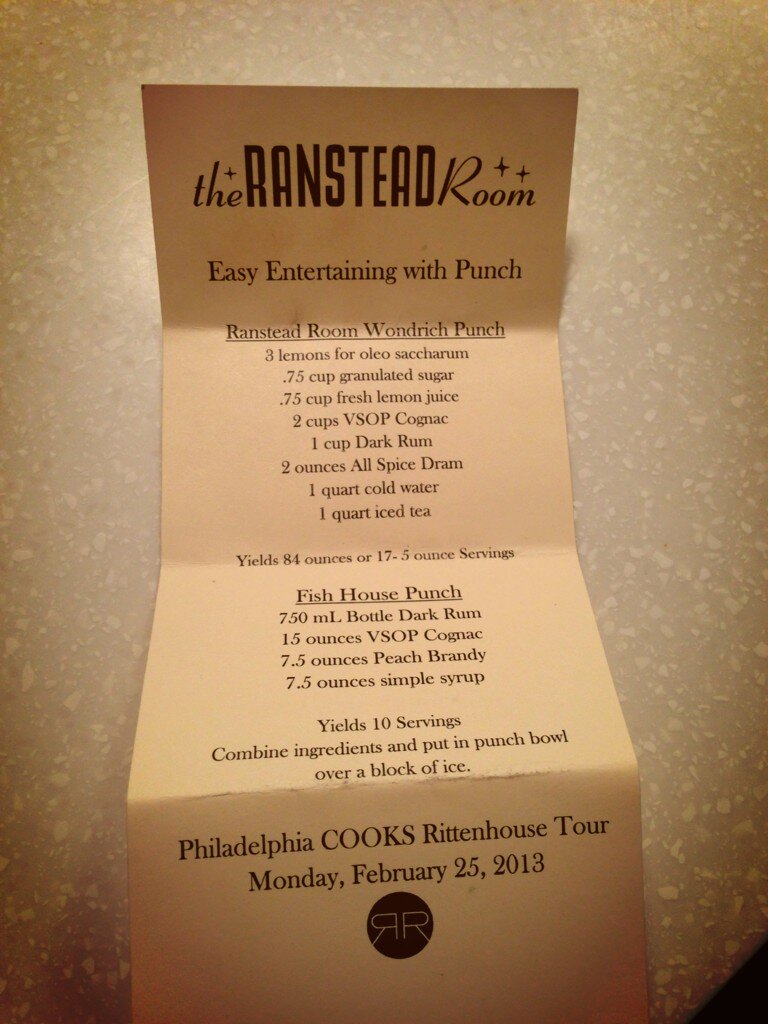 the RANSTEAD Room
Easy Entertaining with Punch
Ranstead Room Wondrich Punch
3 lemons for oleo saccharum
.75 cup granulated sugar
.75 cup fresh lemon juice
2 cups VSOP Cognac
1 cup Dark Rum
2 ounces All Spice Dram
1 quart cold water
1 quart iced tea
Yields 84 ounces or 17- 5 ounce Servings
Fish House Punch
750 mL Bottle Dark Rum
15 ounces VSOP Cognac
7.5 ounces Peach Brandy
7.5 ounces simple syrup
Yields 10 Servings
Combine ingredients and put in punch bowl
over a block of ice.
Philadelphia COOKS Rittenhouse Tour
Monday, February 25, 2013
RR